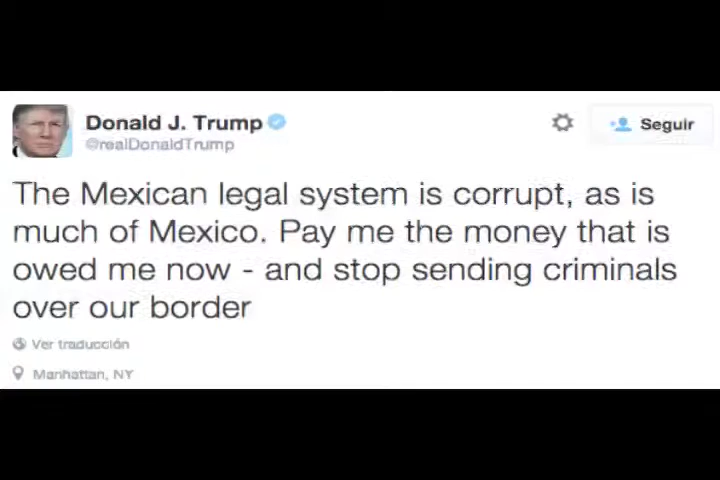 Donald J. Trump
@realDonaldTrump
Seguir
The Mexican legal system is corrupt, as is
much of Mexico. Pay me the money that is
owed me now - and stop sending criminals
over our border
Ver traducción
Manhattan, NY